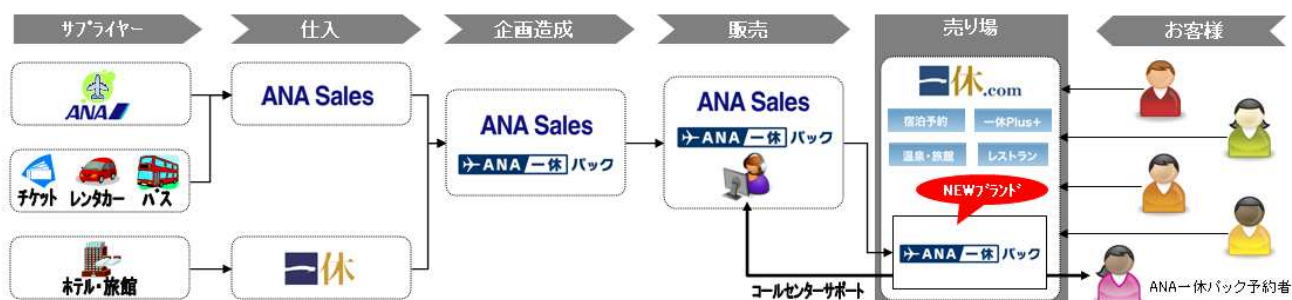 サプライヤー
仕入
企画造成
販売
売り場
お客様
ANA
チケット レンタカー バス
ホテル・旅館
ANA Sales
一休
ANA Sales
ANA 一休 パック
ANA Sales
ANA 一休 パック
コールセンターサポート
一休.com
宿泊予約 一休Plus+
温泉・旅館 レストラン
NEWブランド
ANA 一休 パック
ANA一休パック予約者